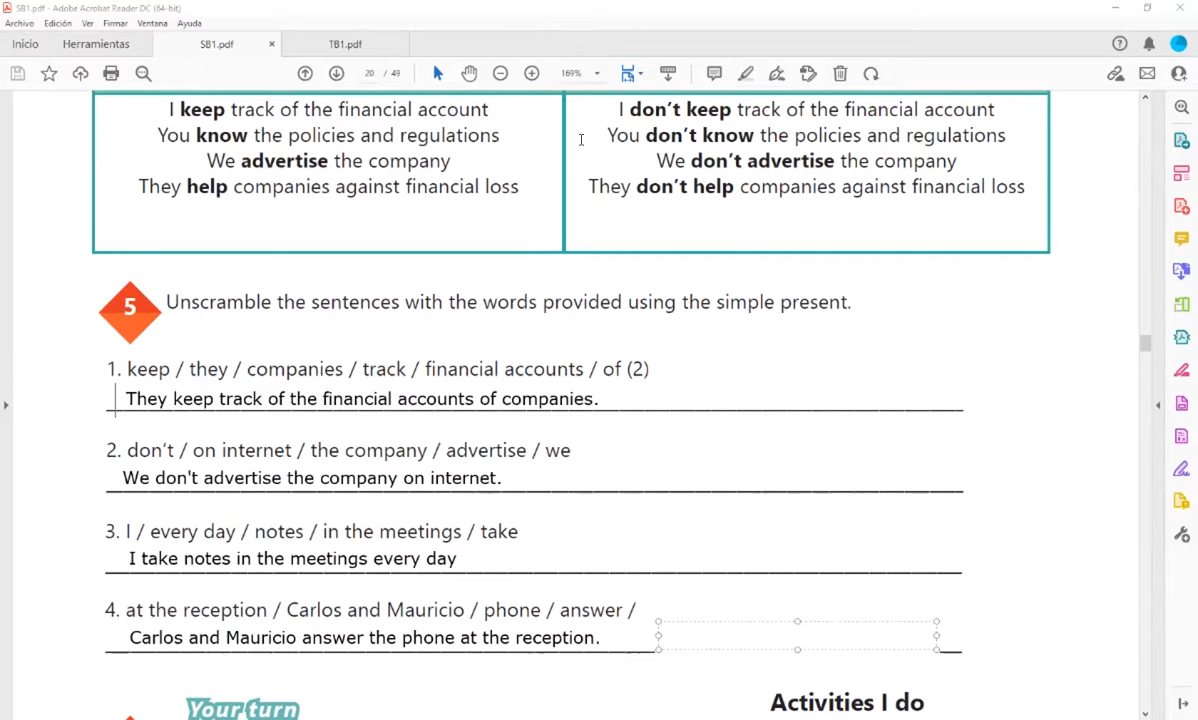 SB1.pdf - Adobe Acrobat Reader DC (64-bit)
Archivo Edición Ver Firmar Ventana Ayuda
Inicio Herramientas SB1.pdf × TB1.pdf
20 / 49 169%
I keep track of the financial account
You know the policies and regulations
We advertise the company
They help companies against financial loss
I don't keep track of the financial account
You don't know the policies and regulations
We don't advertise the company
They don't help companies against financial loss
5 Unscramble the sentences with the words provided using the simple present.
1. keep / they / companies / track / financial accounts / of (2)
They keep track of the financial accounts of companies.
2. don't / on internet / the company / advertise / we
We don't advertise the company on internet.
3. I / every day / notes / in the meetings / take
I take notes in the meetings every day
4. at the reception / Carlos and Mauricio / phone / answer /
Carlos and Mauricio answer the phone at the reception.
Your turn
Activities I do